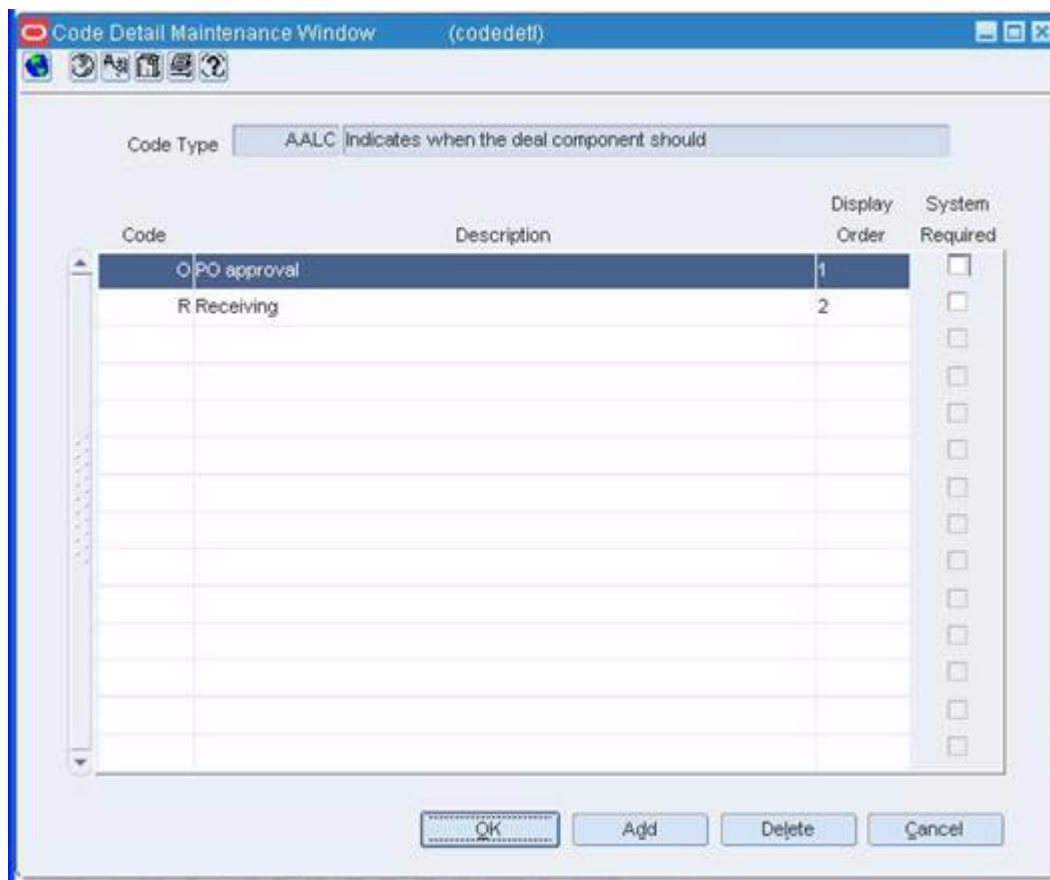 Code Detail Maintenance Window (codedetl)
Code Type AALC Indicates when the deal component should
Display System
Code Description Order Required
O PO approval 1
R Receiving 2
OK Add Delete Cancel